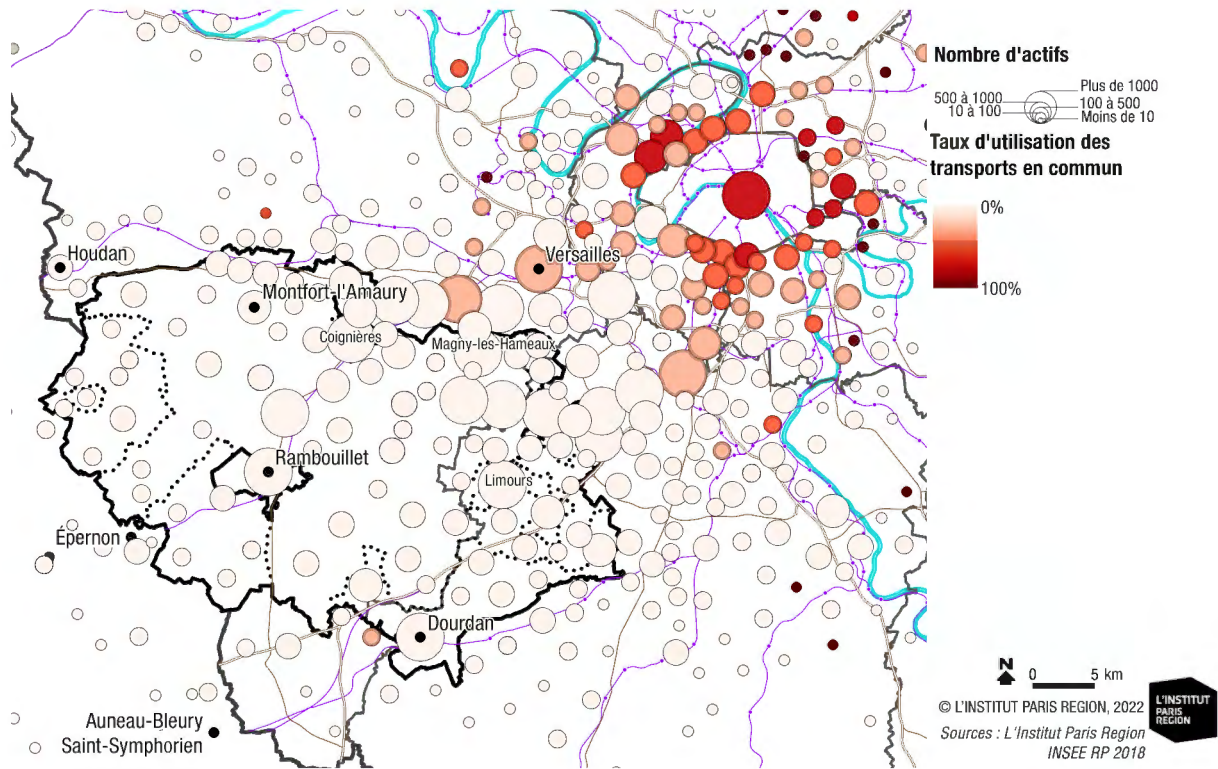 Nombre d'actifs
Plus de 1000
500 à 1000
100 à 500
10 à 100
Moins de 10
Taux d'utilisation des
transports en commun
0%
100%
Houdan
Versailles
Montfort-l'Amaury
Coignières
Magny-les-Hameaux
Rambouillet
Limours
Épernon
Dourdan
Auneau-Bleury
Saint-Symphorien
N
0 5 km
© L'INSTITUT PARIS REGION, 2022
Sources : L'Institut Paris Region
INSEE RP 2018
L'INSTITUT
PARIS
REGION